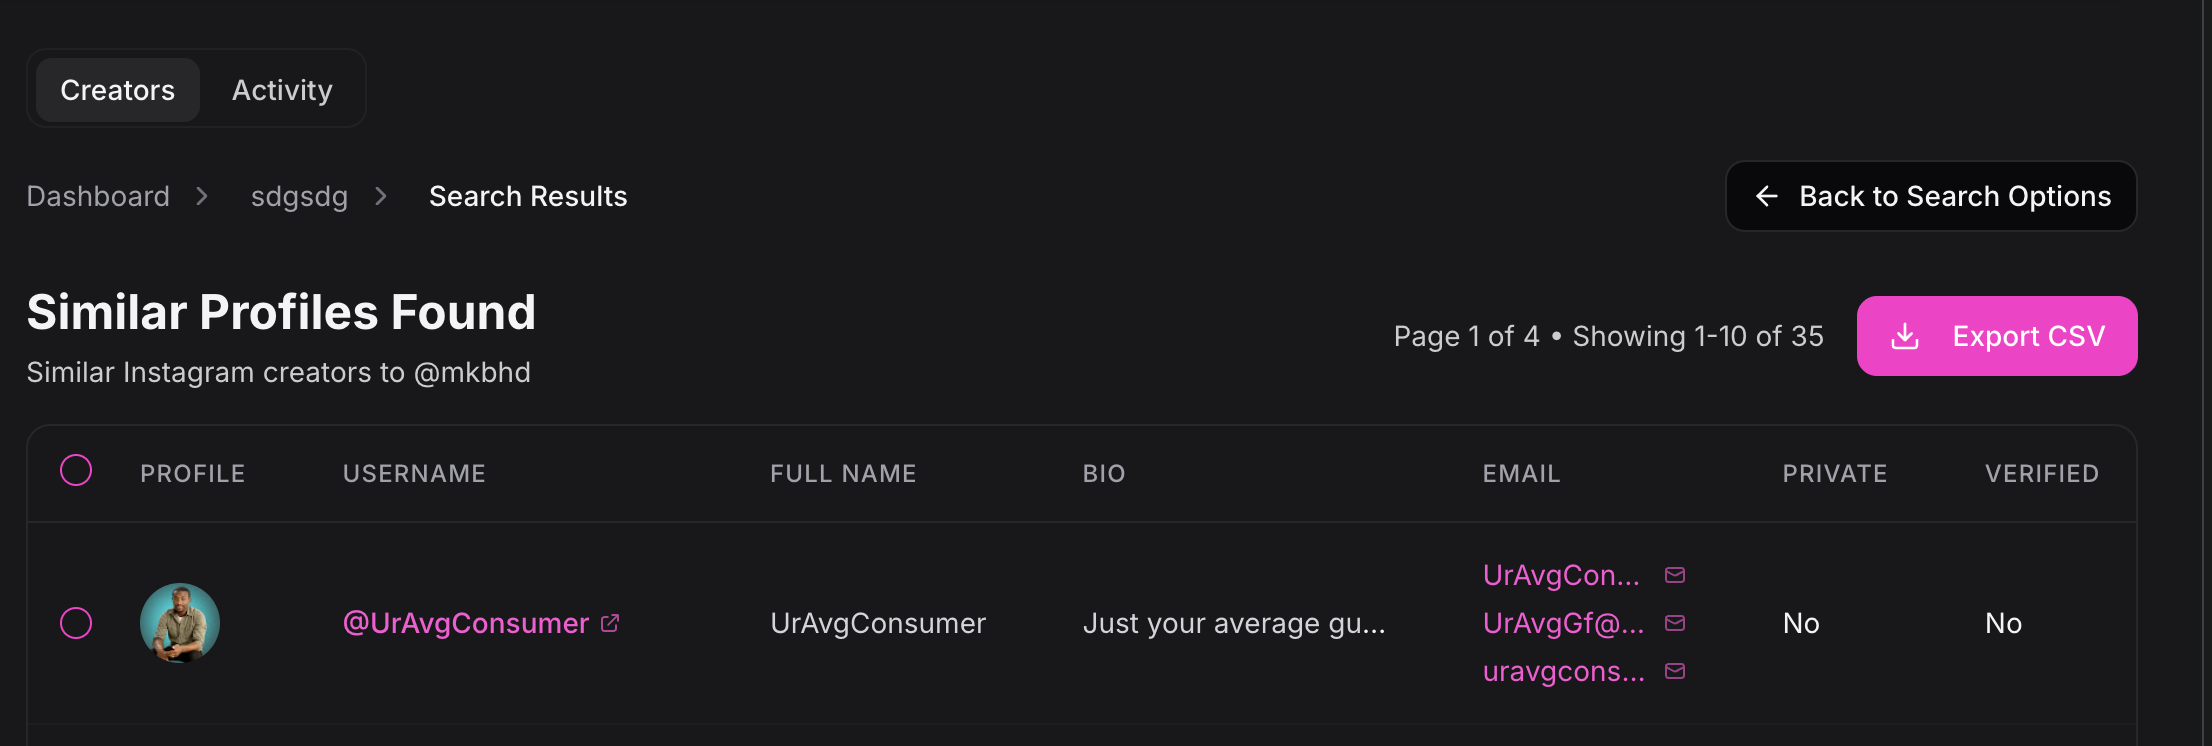 Creators Activity
Dashboard > sdgsdg > Search Results
← Back to Search Options
Similar Profiles Found
Similar Instagram creators to @mkbhd
Page 1 of 4 • Showing 1-10 of 35
Export CSV
PROFILE USERNAME FULL NAME BIO EMAIL PRIVATE VERIFIED
@UrAvgConsumer UrAvgConsumer Just your average gu... UrAvgCon... No No
UrAvgGf@...
uravgcons...